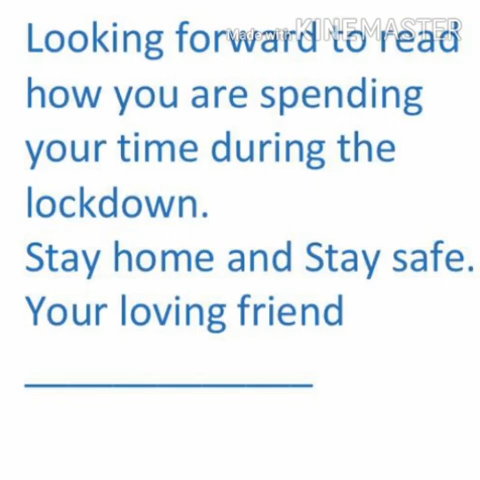 Made with KINEMASTER
Looking forward to read
how you are spending
your time during the
lockdown.
Stay home and Stay safe.
Your loving friend